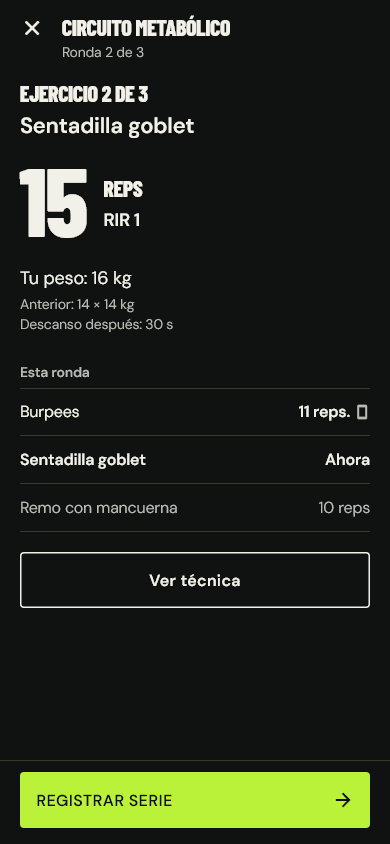 CIRCUITO METABÓLICO
Ronda 2 de 3
EJERCICIO 2 DE 3
Sentadilla goblet
15 REPS
RIR 1
Tu peso: 16 kg
Anterior: 14 × 14 kg
Descanso después: 30 s
Esta ronda
Burpees 11 reps.
Sentadilla goblet Ahora
Remo con mancuerna 10 reps
Ver técnica
REGISTRAR SERIE →